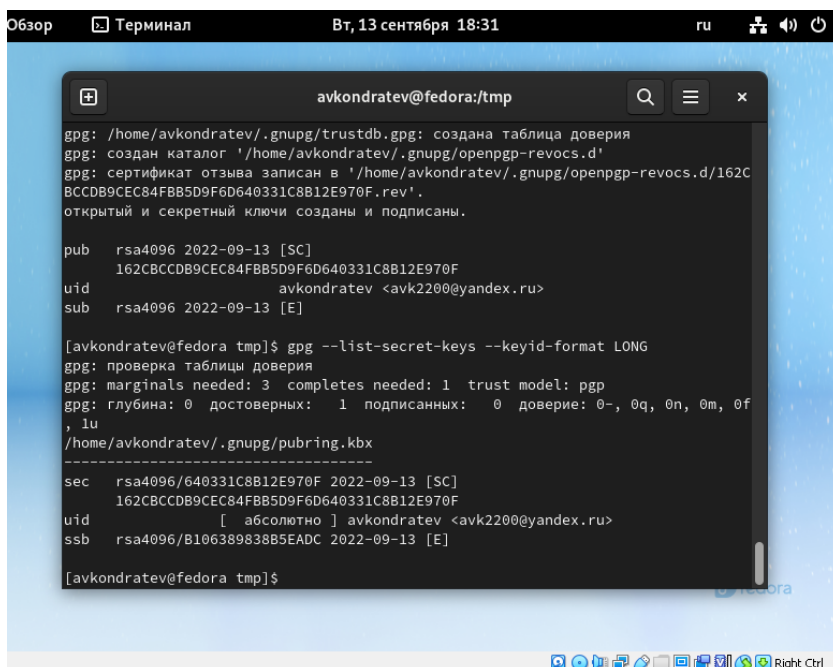 Обзор Терминал Вт, 13 сентября 18:31 ru
avkondratev@fedora:/tmp
gpg: /home/avkondratev/.gnupg/trustdb.gpg: создана таблица доверия
gpg: создан каталог '/home/avkondratev/.gnupg/openpgp-revocs.d'
gpg: сертификат отзыва записан в '/home/avkondratev/.gnupg/openpgp-revocs.d/162C
BCCDB9CEC84FBB5D9F6D640331C8B12E970F.rev'.
открытый и секретный ключи созданы и подписаны.
pub rsa4096 2022-09-13 [SC]
162CBCCDB9CEC84FBB5D9F6D640331C8B12E970F
uid avkondratev <avk2200@yandex.ru>
sub rsa4096 2022-09-13 [E]
[avkondratev@fedora tmp]$ gpg --list-secret-keys --keyid-format LONG
gpg: проверка таблицы доверия
gpg: marginals needed: 3 completes needed: 1 trust model: pgp
gpg: глубина: 0 достоверных: 1 подписанных: 0 доверие: 0-, 0q, 0n, 0m, 0f
, 1u
/home/avkondratev/.gnupg/pubring.kbx
------------------------------------
sec rsa4096/640331C8B12E970F 2022-09-13 [SC]
162CBCCDB9CEC84FBB5D9F6D640331C8B12E970F
uid [ абсолютно ] avkondratev <avk2200@yandex.ru>
ssb rsa4096/B106389838B5EADC 2022-09-13 [E]
[avkondratev@fedora tmp]$
fedora
Right Ctrl